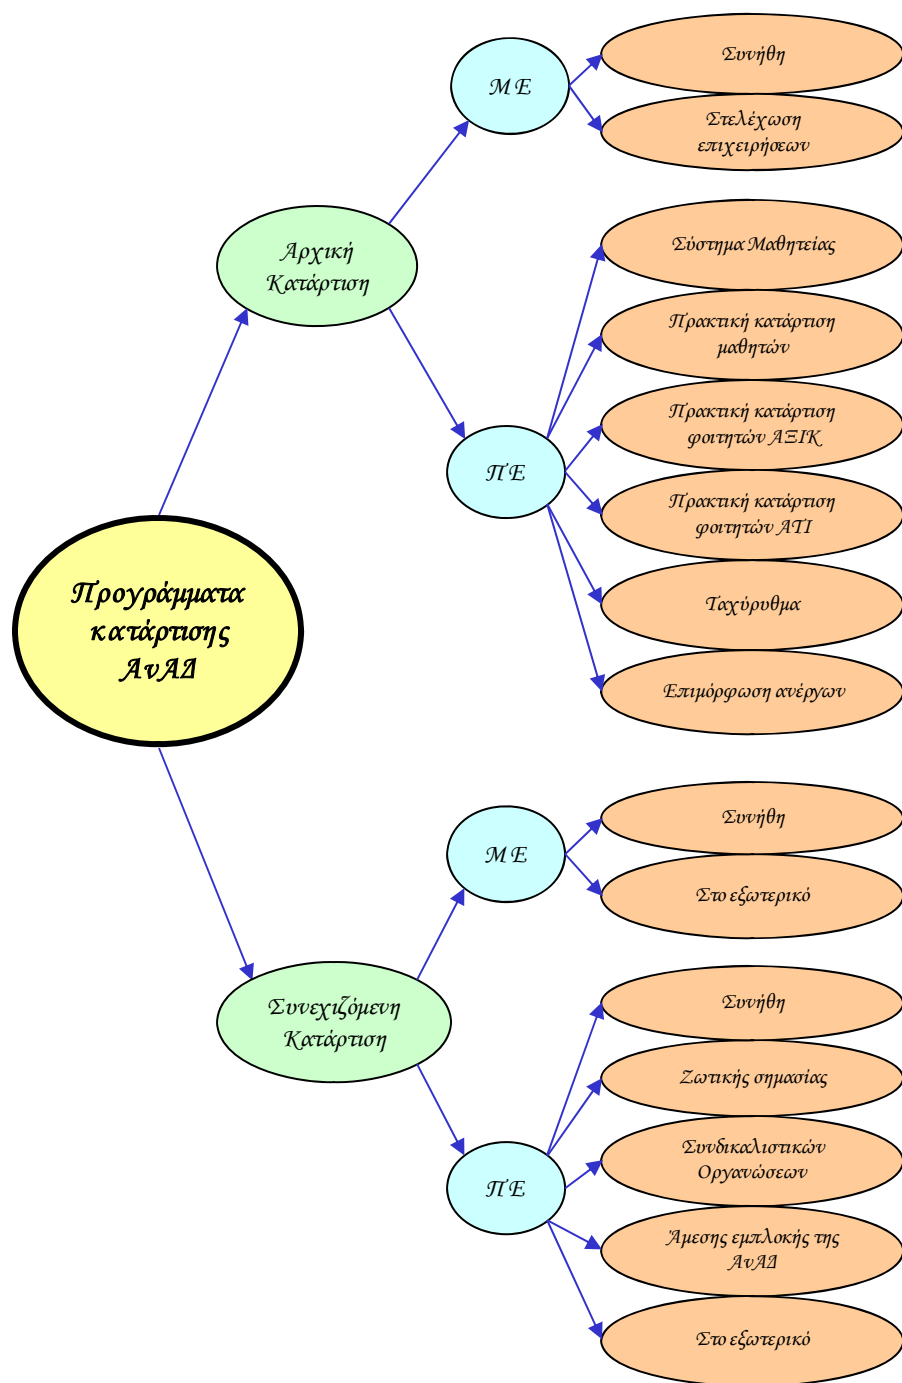 Προγράμματα
κατάρτισης
ΑνΑΔ
Αρχική
Κατάρτιση
ΜΕ
Συνήθη
Στελέχωση
επιχειρήσεων
ΠΕ
Σύστημα Μαθητείας
Πρακτική κατάρτιση
μαθητών
Πρακτική κατάρτιση
φοιτητών ΑΞΙΚ
Πρακτική κατάρτιση
φοιτητών ΑΤΙ
Ταχύρυθμα
Επιμόρφωση ανέργων
Συνεχιζόμενη
Κατάρτιση
ΜΕ
Συνήθη
Στο εξωτερικό
ΠΕ
Συνήθη
Ζωτικής σημασίας
Συνδικαλιστικών
Οργανώσεων
Άμεσης εμπλοκής της
ΑνΑΔ
Στο εξωτερικό